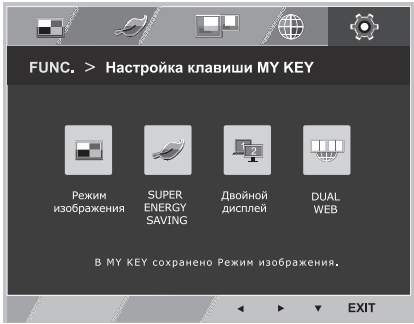 FUNC. > Настройка клавиши MY KEY
Режим
изображения
SUPER
ENERGY
SAVING
Двойной
дисплей
DUAL
WEB
В MY KEY сохранено Режим изображения.
EXIT